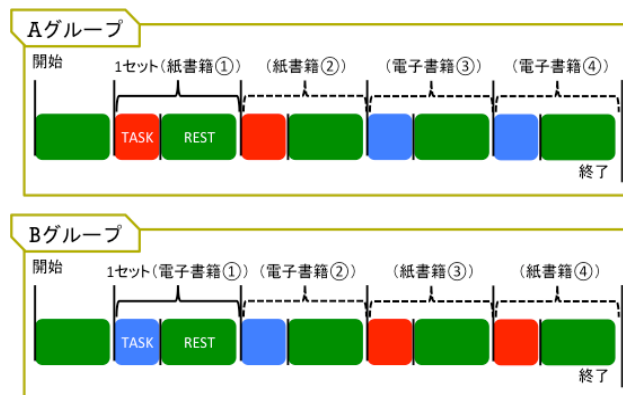 Aグループ
開始 1セット(紙書籍①) (紙書籍②) (電子書籍③) (電子書籍④)
TASK REST
終了
Bグループ
開始 1セット(電子書籍①) (電子書籍②) (紙書籍③) (紙書籍④)
TASK REST
終了